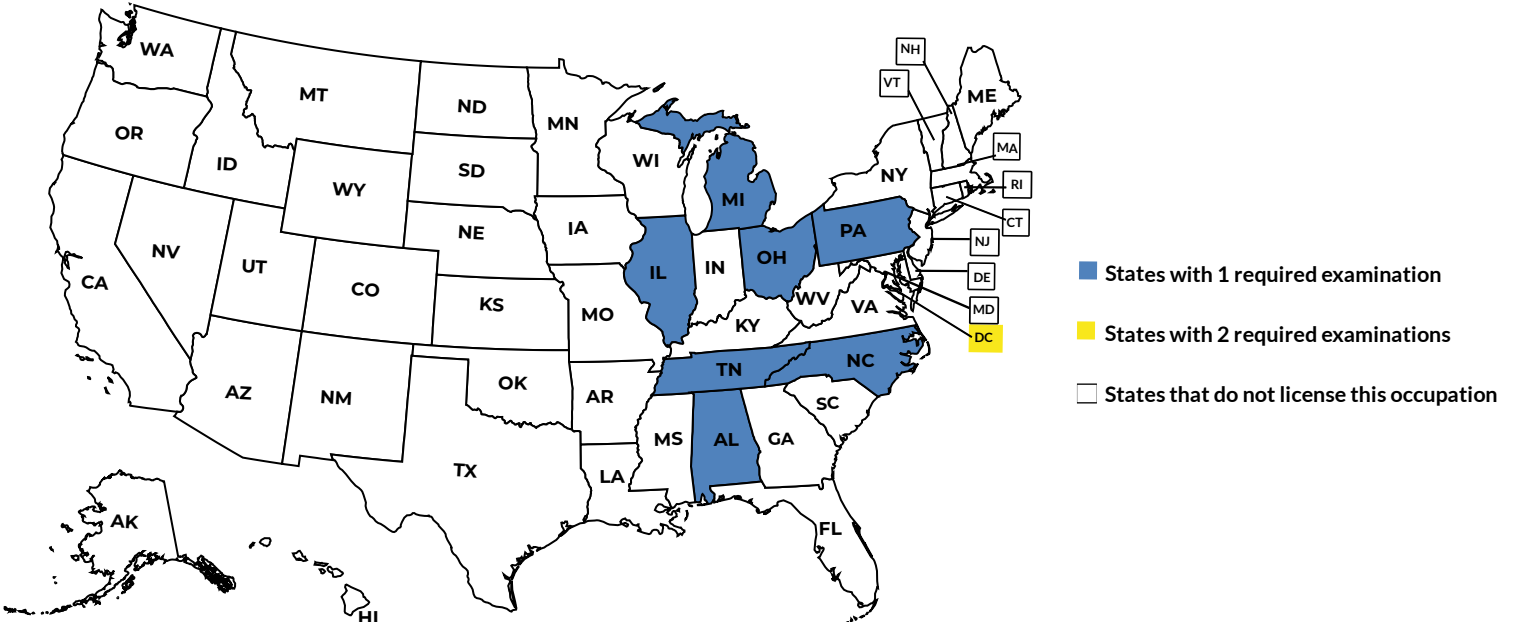 WA
MT
ND
MN
OR
ID
WY
SD
WI
MI
NY
VT
NH
ME
MA
RI
CT
NJ
DE
MD
DC
NV
UT
CO
NE
IA
IL
IN
OH
PA
CA
KS
MO
KY
WV
VA
AZ
NM
OK
AR
TN
NC
SC
MS
AL
GA
TX
LA
FL
AK
HI
States with 1 required examination
States with 2 required examinations
States that do not license this occupation